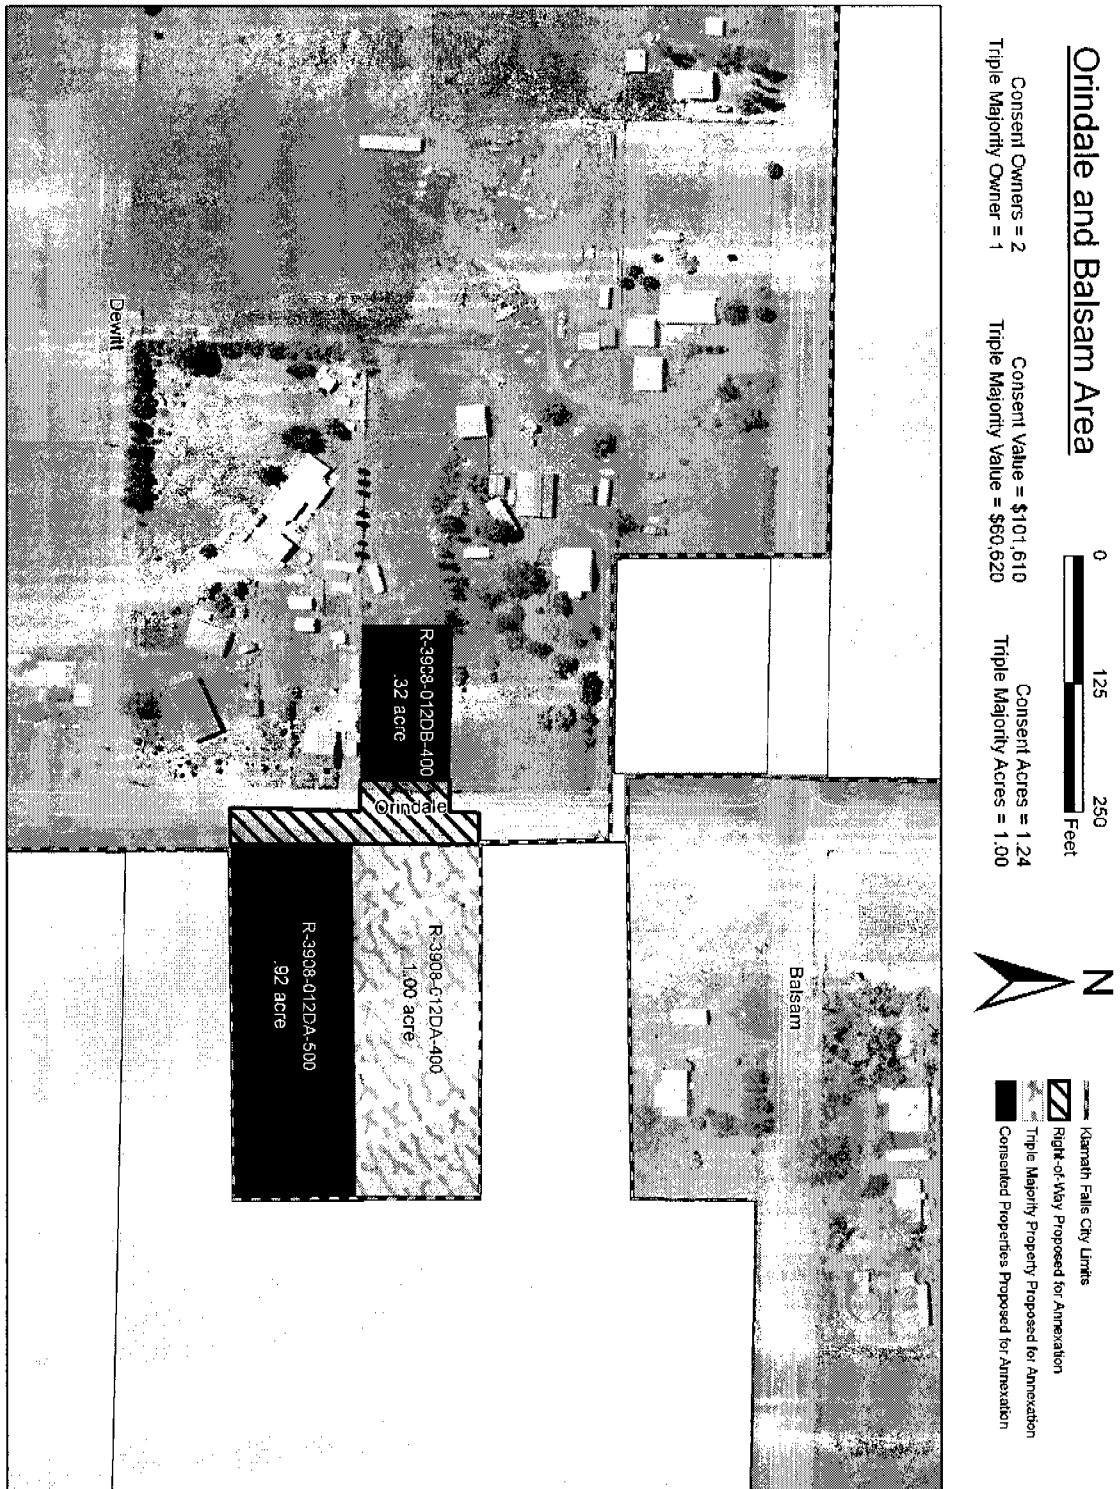 Orindale and Balsam Area
Consent Owners = 2
Triple Majority Owner = 1
Consent Value = $101,610
Triple Majority Value = $60,620
Consent Acres = 1.24
Triple Majority Acres = 1.00
0 125 250
Feet
N
Klamath Falls City Limits
Right-of-Way Proposed for Annexation
Triple Majority Property Proposed for Annexation
Consented Properties Proposed for Annexation
Balsam
R-3908-012DB-400
.32 acre
Orindale
R-3908-012DA-400
1.00 acre
R-3908-012DA-500
.92 acre
Dewitt